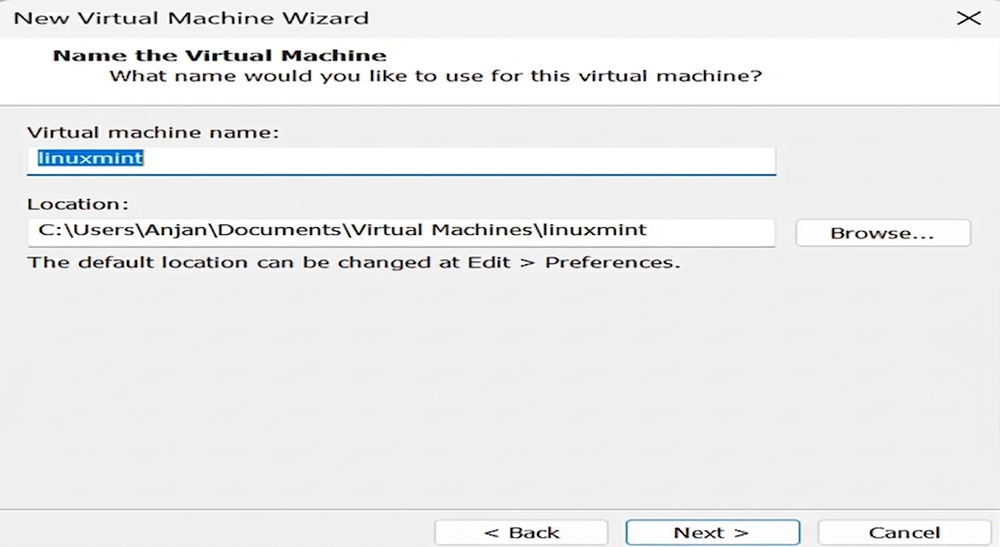 New Virtual Machine Wizard
Name the Virtual Machine
What name would you like to use for this virtual machine?
Virtual machine name:
linuxmint
Location:
C:\Users\Anjan\Documents\Virtual Machines\linuxmint
Browse...
The default location can be changed at Edit > Preferences.
< Back Next > Cancel